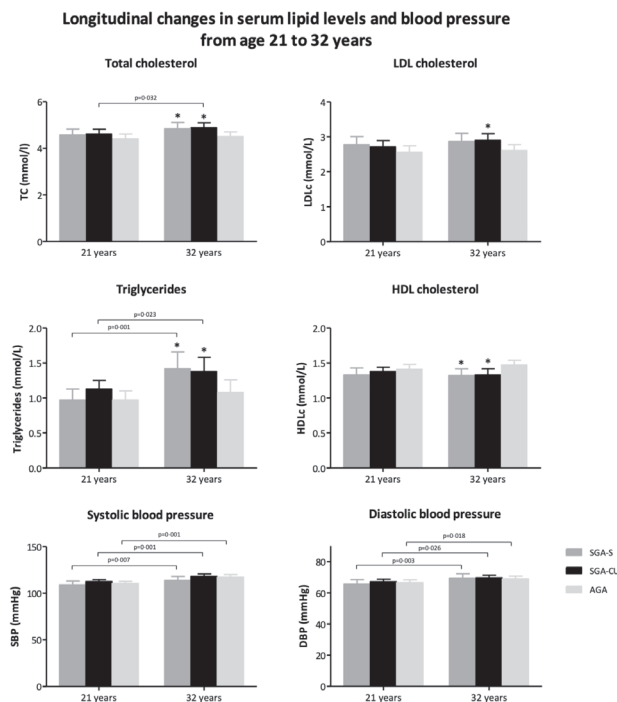 Longitudinal changes in serum lipid levels and blood pressure
from age 21 to 32 years
Total cholesterol
p=0·032
* *
6
4
2
0
TC (mmol/l)
21 years 32 years
LDL cholesterol
*
4
3
2
1
0
LDLc (mmol/L)
21 years 32 years
Triglycerides
p=0·023
p=0·001
* *
2.0
1.5
1.0
0.5
0.0
Triglycerides (mmol/L)
21 years 32 years
HDL cholesterol
* *
2.0
1.5
1.0
0.5
0.0
HDLc (mmol/L)
21 years 32 years
Systolic blood pressure
p=0·001
p=0·001
p=0·007
150
100
50
0
SBP (mmHg)
21 years 32 years
Diastolic blood pressure
p=0·018
p=0·026
p=0·003
80
60
40
20
0
DBP (mmHg)
21 years 32 years
SGA-S
SGA-CU
AGA